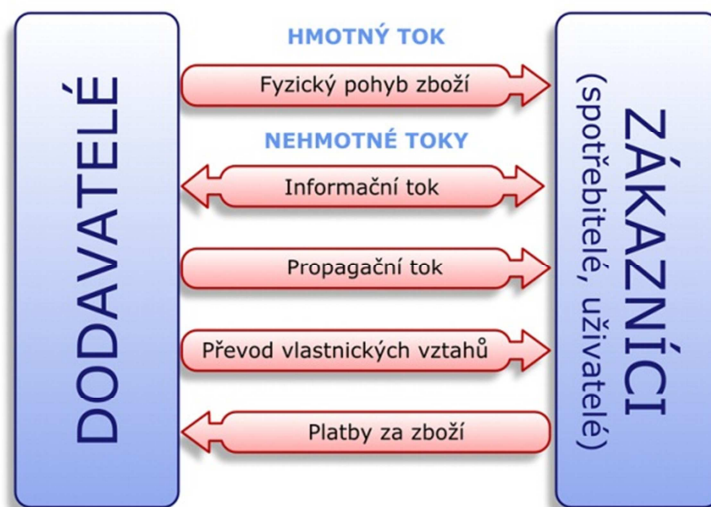 DODAVATELÉ
HMOTNÝ TOK
Fyzický pohyb zboží
NEHMOTNÉ TOKY
Informační tok
Propagační tok
Převod vlastnických vztahů
Platby za zboží
ZÁKAZNÍCI
(spotřebitelé, uživatelé)